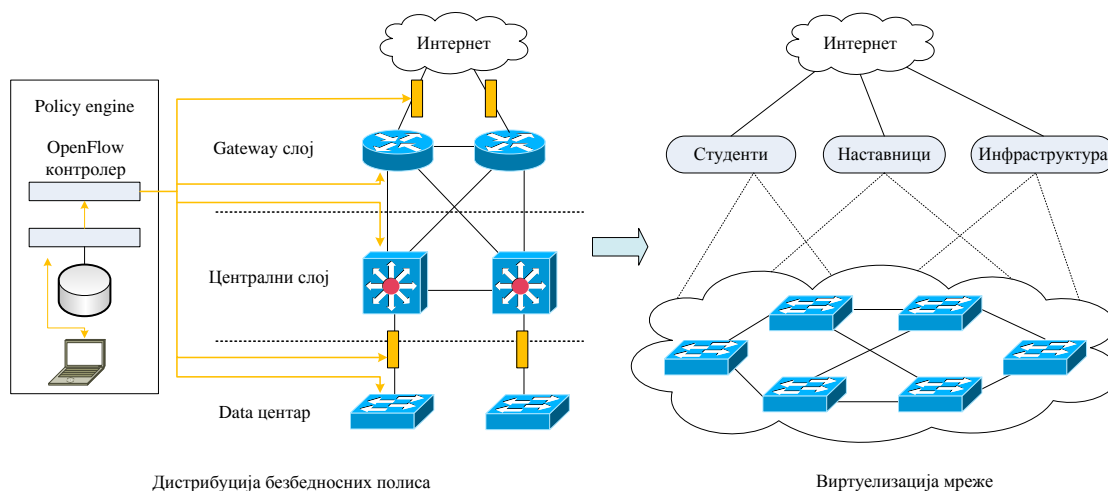 Интернет
Policy engine
OpenFlow
контролер
Gateway слој
Централни слој
Data центар
Дистрибуција безбедносних полиса
Интернет
Студенти
Наставници
Инфраструктура
Виртуелизација мреже